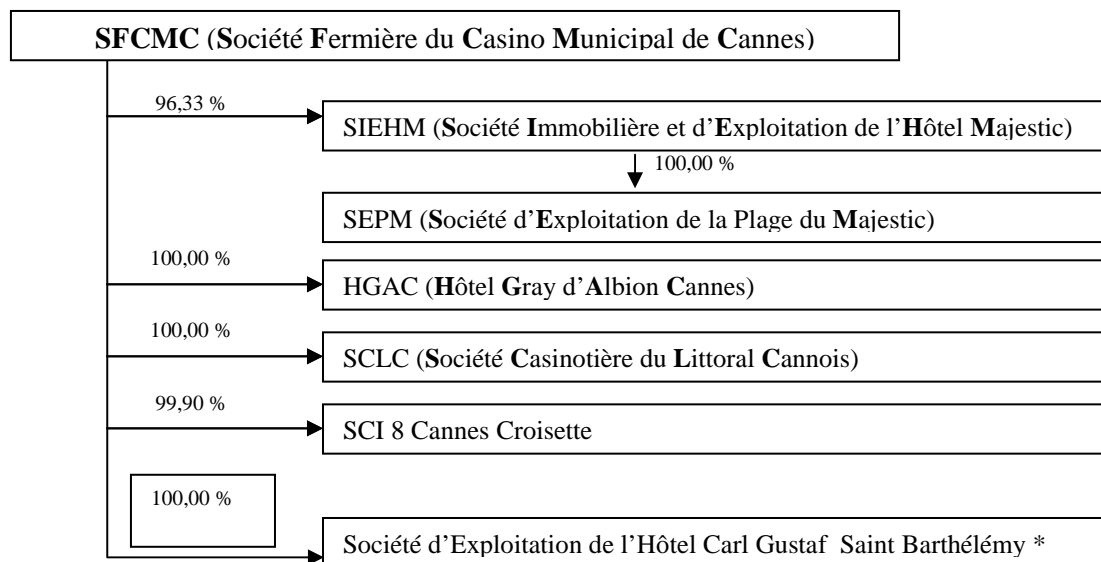 SFCMC (Société Fermière du Casino Municipal de Cannes)
96,33 %
SIEHM (Société Immobilière et d'Exploitation de l'Hôtel Majestic)
100,00 %
SEPM (Société d'Exploitation de la Plage du Majestic)
100,00 %
HGAC (Hôtel Gray d'Albion Cannes)
100,00 %
SCLC (Société Casinotière du Littoral Cannois)
99,90 %
SCI 8 Cannes Croisette
100,00 %
Société d'Exploitation de l'Hôtel Carl Gustaf Saint Barthélémy *